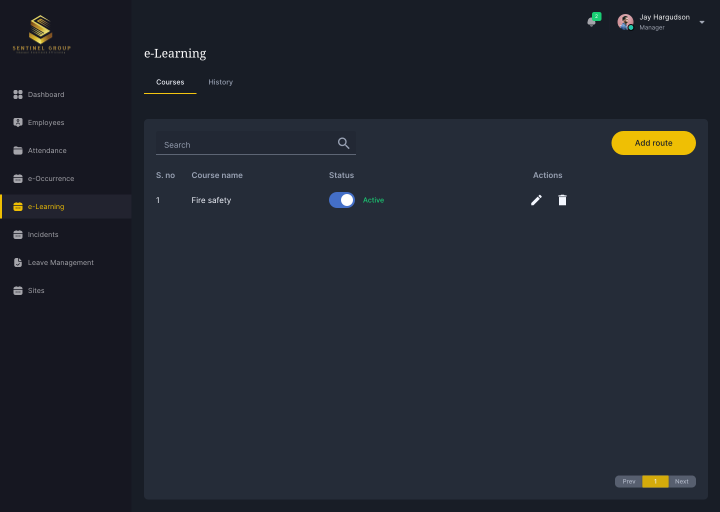 SENTINEL GROUP
2
Jay Hargudson
Manager
e-Learning
Courses
History
Dashboard
Employees
Attendance
e-Occurrence
e-Learning
Incidents
Leave Management
Sites
Search
Add route
S. no
Course name
Status
Actions
1
Fire safety
Active
Prev
1
Next